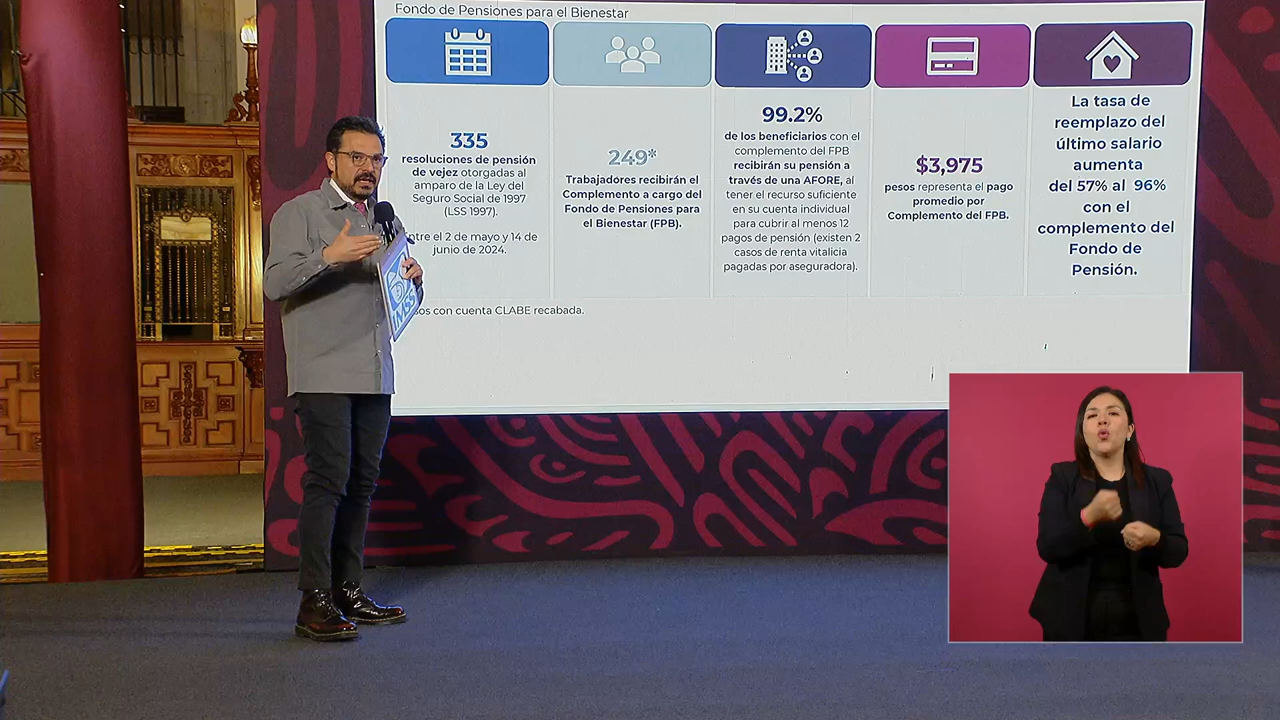 Fondo de Pensiones para el Bienestar
335
resoluciones de pensión
de vejez otorgadas al
amparo de la Ley del
Seguro Social de 1997
(LSS 1997).
Entre el 2 de mayo y 14 de
junio de 2024.
249*
Trabajadores recibirán el
Complemento a cargo del
Fondo de Pensiones para
el Bienestar (FPB).
99.2%
de los beneficiarios con el
complemento del FPB
recibirán su pensión a
través de una AFORE, al
tener el recurso suficiente
en su cuenta individual
para cubrir al menos 12
pagos de pensión (existen 2
casos de renta vitalicia
pagadas por aseguradora).
$3,975
pesos representa el pago
promedio por
Complemento del FPB.
La tasa de
reemplazo del
último salario
aumenta
del 57% al 96%
con el
complemento del
Fondo de
Pensión.
con cuenta CLABE recabada.
IMSS